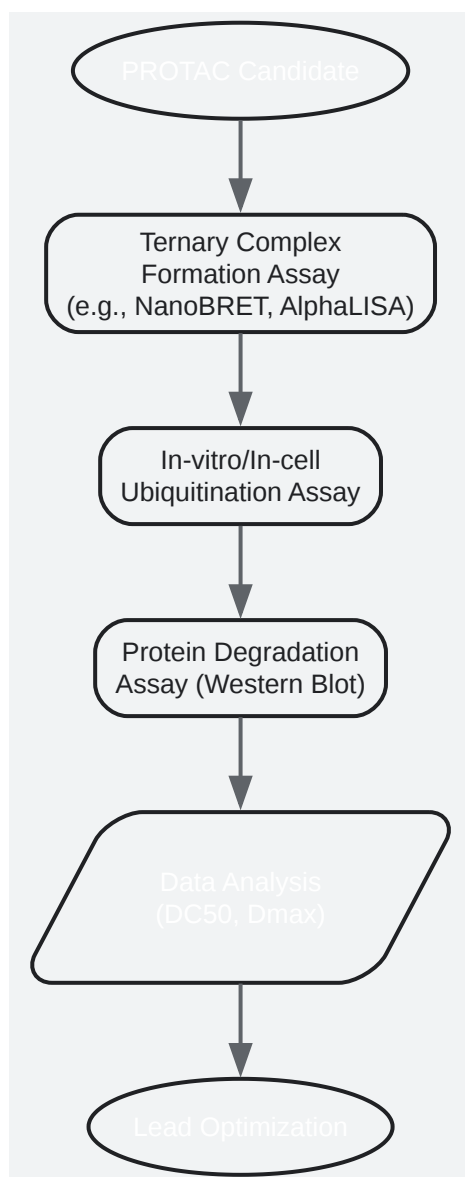 PROTAC Candidate
Ternary Complex
Formation Assay
(e.g., NanoBRET, AlphaLISA)
In-vitro/In-cell
Ubiquitination Assay
Protein Degradation
Assay (Western Blot)
Data Analysis
(DC50, Dmax)
Lead Optimization